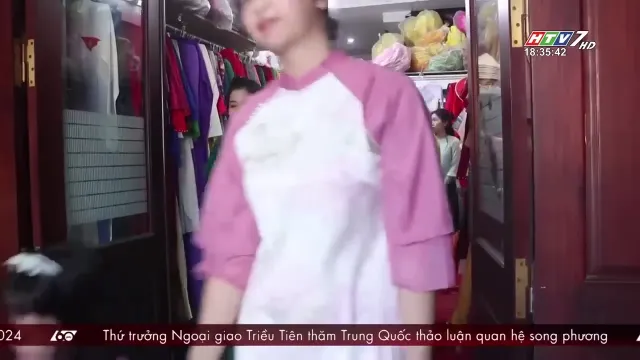 HTV7 HD
18:35:42
024 60 Thứ trưởng Ngoại giao Triều Tiên thăm Trung Quốc thảo luận quan hệ song phương